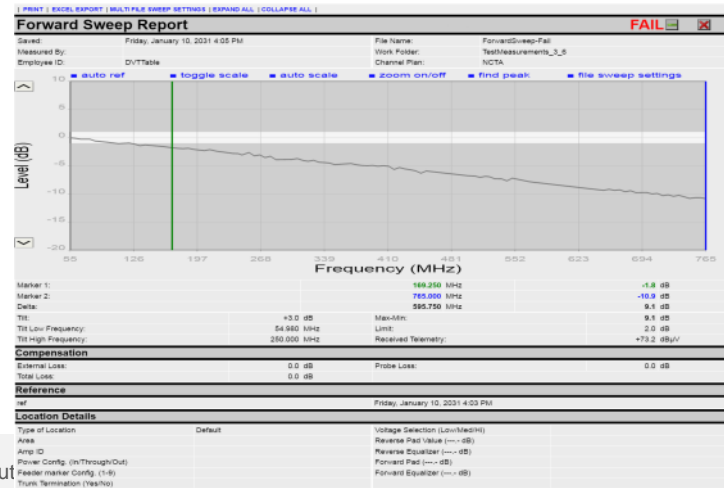 | PRINT | EXCEL EXPORT | MULTI FILE SWEEP SETTINGS | EXPAND ALL | COLLAPSE ALL |
Forward Sweep Report FAIL
Saved: Friday, January 10, 2031 4:05 PM File Name: ForwardSweep-Fail
Measured By: Work Folder: TestMeasurements_3_6
Employee ID: DVTTable Channel Plan: NCTA
auto ref toggle scale auto scale zoom on/off find peak file sweep settings
10
5
0
-5
-10
-15
-20
Level (dB)
55 126 197 268 339 410 481 552 623 694 765
Frequency (MHz)
Marker 1: 169.250 MHz -1.8 dB
Marker 2: 765.000 MHz -10.9 dB
Delta: 595.750 MHz 9.1 dB
Tilt: +3.0 dB Max-Min: 9.1 dB
Tilt Low Frequency: 54.980 MHz Limit: 2.0 dB
Tilt High Frequency: 250.000 MHz Received Telemetry: +73.2 dBµV
Compensation
External Loss: 0.0 dB Probe Loss: 0.0 dB
Total Loss: 0.0 dB
Reference
ref Friday, January 10, 2031 4:03 PM
Location Details
Type of Location Default Voltage Selection (Low/Med/Hi)
Area Reverse Pad Value (---.- dB)
Amp ID Reverse Equalizer (---.- dB)
Power Config. (In/Through/Out) Forward Pad (---.- dB)
ut Feeder marker Config. (1-9) Forward Equalizer (---.- dB)
Trunk Termination (Yes/No)